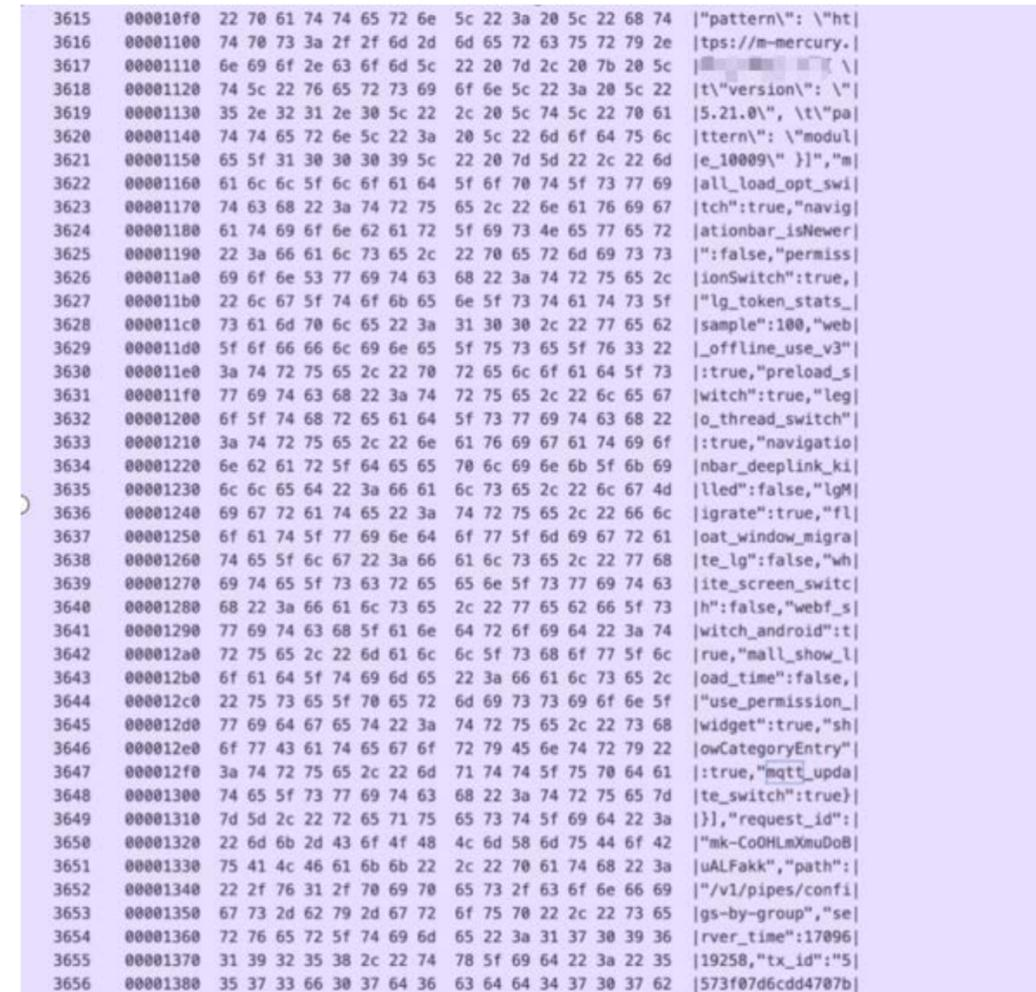 3615 000010f0 22 70 61 74 74 65 72 6e 5c 22 3a 20 5c 22 68 74 |"pattern\": \"ht|
3616 00001100 74 70 73 3a 2f 2f 6d 2d 6d 65 72 63 75 72 79 2e |tps://m-mercury.|
3617 00001110 6e 69 6f 2e 63 6f 6d 5c 22 20 7d 2c 20 7b 20 5c | \|
3618 00001120 74 5c 22 76 65 72 73 69 6f 6e 5c 22 3a 20 5c 22 |t\"version\": \"|
3619 00001130 35 2e 32 31 2e 30 5c 22 2c 20 5c 74 5c 22 70 61 |5.21.0\", \t\"pa|
3620 00001140 74 74 65 72 6e 5c 22 3a 20 5c 22 6d 6f 64 75 6c |ttern\": \"modul|
3621 00001150 65 5f 31 30 30 30 39 5c 22 20 7d 5d 22 2c 22 6d |e_10009\" }]","m|
3622 00001160 61 6c 6c 5f 6c 6f 61 64 5f 6f 70 74 5f 73 77 69 |all_load_opt_swi|
3623 00001170 74 63 68 22 3a 74 72 75 65 2c 22 6e 61 76 69 67 |tch":true,"navig|
3624 00001180 61 74 69 6f 6e 62 61 72 5f 69 73 4e 65 77 65 72 |ationbar_isNewer|
3625 00001190 22 3a 66 61 6c 73 65 2c 22 70 65 72 6d 69 73 73 |":false,"permiss|
3626 000011a0 69 6f 6e 53 77 69 74 63 68 22 3a 74 72 75 65 2c |ionSwitch":true,|
3627 000011b0 22 6c 67 5f 74 6f 6b 65 6e 5f 73 74 61 74 73 5f |"lg_token_stats_|
3628 000011c0 73 61 6d 70 6c 65 22 3a 31 30 30 2c 22 77 65 62 |sample":100,"web|
3629 000011d0 5f 6f 66 66 6c 69 6e 65 5f 75 73 65 5f 76 33 22 |_offline_use_v3"|
3630 000011e0 3a 74 72 75 65 2c 22 70 72 65 6c 6f 61 64 5f 73 |:true,"preload_s|
3631 000011f0 77 69 74 63 68 22 3a 74 72 75 65 2c 22 6c 65 67 |witch":true,"leg|
3632 00001200 6f 5f 74 68 72 65 61 64 5f 73 77 69 74 63 68 22 |o_thread_switch"|
3633 00001210 3a 74 72 75 65 2c 22 6e 61 76 69 67 61 74 69 6f |:true,"navigatio|
3634 00001220 6e 62 61 72 5f 64 65 65 70 6c 69 6e 6b 5f 6b 69 |nbar_deeplink_ki|
3635 00001230 6c 6c 65 64 22 3a 66 61 6c 73 65 2c 22 6c 67 4d |lled":false,"lgM|
3636 00001240 69 67 72 61 74 65 22 3a 74 72 75 65 2c 22 66 6c |igrate":true,"fl|
3637 00001250 6f 61 74 5f 77 69 6e 64 6f 77 5f 6d 69 67 72 61 |oat_window_migra|
3638 00001260 74 65 5f 6c 67 22 3a 66 61 6c 73 65 2c 22 77 68 |te_lg":false,"wh|
3639 00001270 69 74 65 5f 73 63 72 65 65 6e 5f 73 77 69 74 63 |ite_screen_switc|
3640 00001280 68 22 3a 66 61 6c 73 65 2c 22 77 65 62 66 5f 73 |h":false,"webf_s|
3641 00001290 77 69 74 63 68 5f 61 6e 64 72 6f 69 64 22 3a 74 |witch_android":t|
3642 000012a0 72 75 65 2c 22 6d 61 6c 6c 5f 73 68 6f 77 5f 6c |rue,"mall_show_l|
3643 000012b0 6f 61 64 5f 74 69 6d 65 22 3a 66 61 6c 73 65 2c |oad_time":false,|
3644 000012c0 22 75 73 65 5f 70 65 72 6d 69 73 73 69 6f 6e 5f |"use_permission_|
3645 000012d0 77 69 64 67 65 74 22 3a 74 72 75 65 2c 22 73 68 |widget":true,"sh|
3646 000012e0 6f 77 43 61 74 65 67 6f 72 79 45 6e 74 72 79 22 |owCategoryEntry"|
3647 000012f0 3a 74 72 75 65 2c 22 6d 71 74 74 5f 75 70 64 61 |:true,"mqtt_upda|
3648 00001300 74 65 5f 73 77 69 74 63 68 22 3a 74 72 75 65 7d |te_switch":true}|
3649 00001310 7d 5d 2c 22 72 65 71 75 65 73 74 5f 69 64 22 3a |}],"request_id":|
3650 00001320 22 6d 6b 2d 43 6f 4f 48 4c 6d 58 6d 75 44 6f 42 |"mk-CoOHLmXmuDoB|
3651 00001330 75 41 4c 46 61 6b 6b 22 2c 22 70 61 74 68 22 3a |uALFakk","path":|
3652 00001340 22 2f 76 31 2f 70 69 70 65 73 2f 63 6f 6e 66 69 |"/v1/pipes/confi|
3653 00001350 67 73 2d 62 79 2d 67 72 6f 75 70 22 2c 22 73 65 |gs-by-group","se|
3654 00001360 72 76 65 72 5f 74 69 6d 65 22 3a 31 37 30 39 36 |rver_time":17096|
3655 00001370 31 39 32 35 38 2c 22 74 78 5f 69 64 22 3a 22 35 |19258,"tx_id":"5|
3656 00001380 35 37 33 66 30 37 64 36 63 64 64 34 37 30 37 62 |573f07d6cdd4707b|